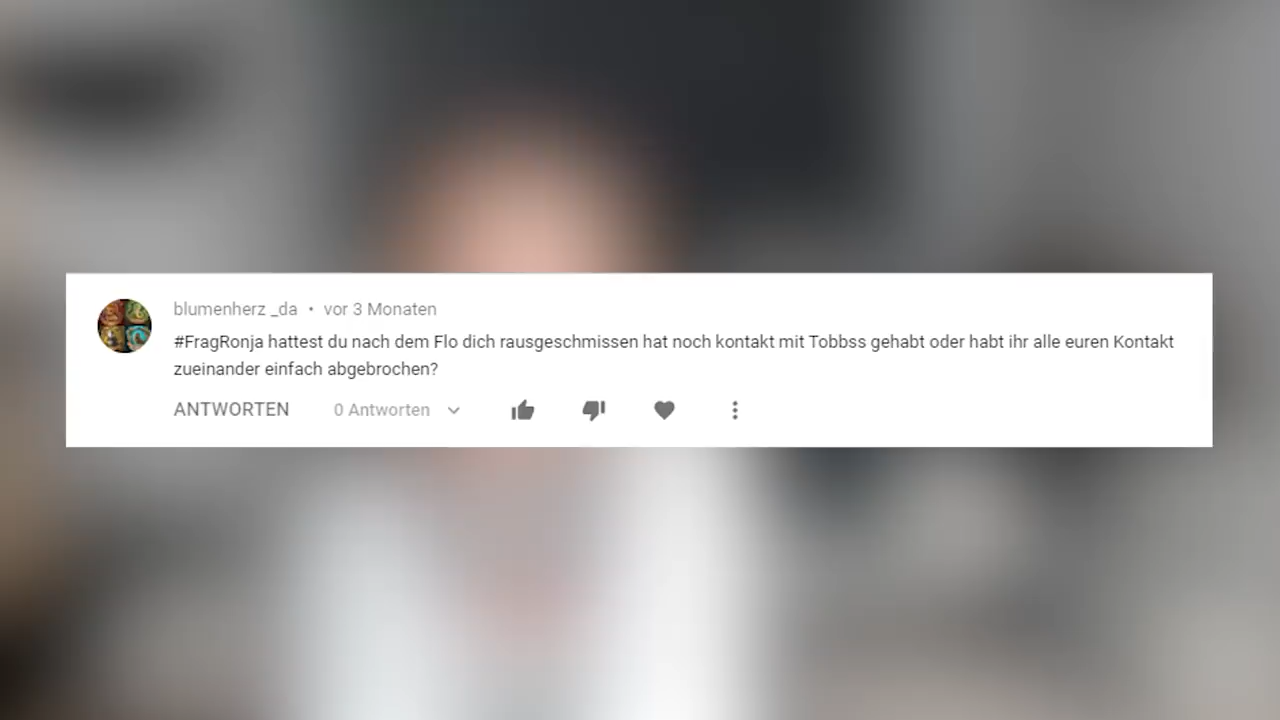 blumenherz _da • vor 3 Monaten
#FragRonja hattest du nach dem Flo dich rausgeschmissen hat noch kontakt mit Tobbss gehabt oder habt ihr alle euren Kontakt
zueinander einfach abgebrochen?
ANTWORTEN 0 Antworten